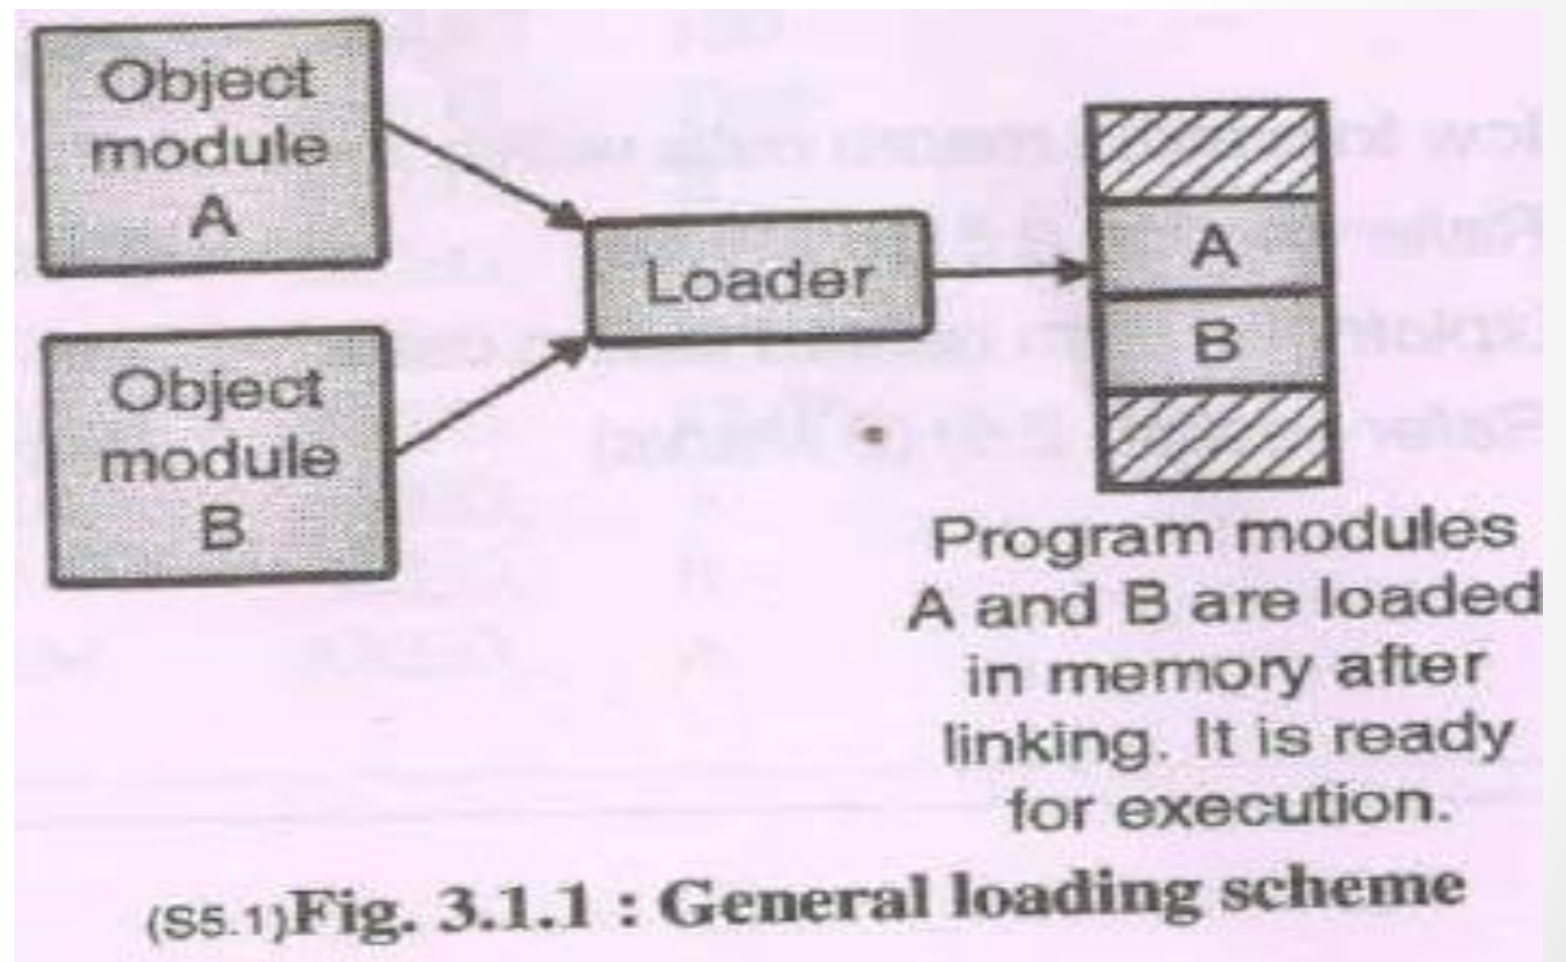 Object
module
A
Object
module
B
Loader
A
B
Program modules
A and B are loaded
in memory after
linking. It is ready
for execution.
(S5.1)Fig. 3.1.1 : General loading scheme